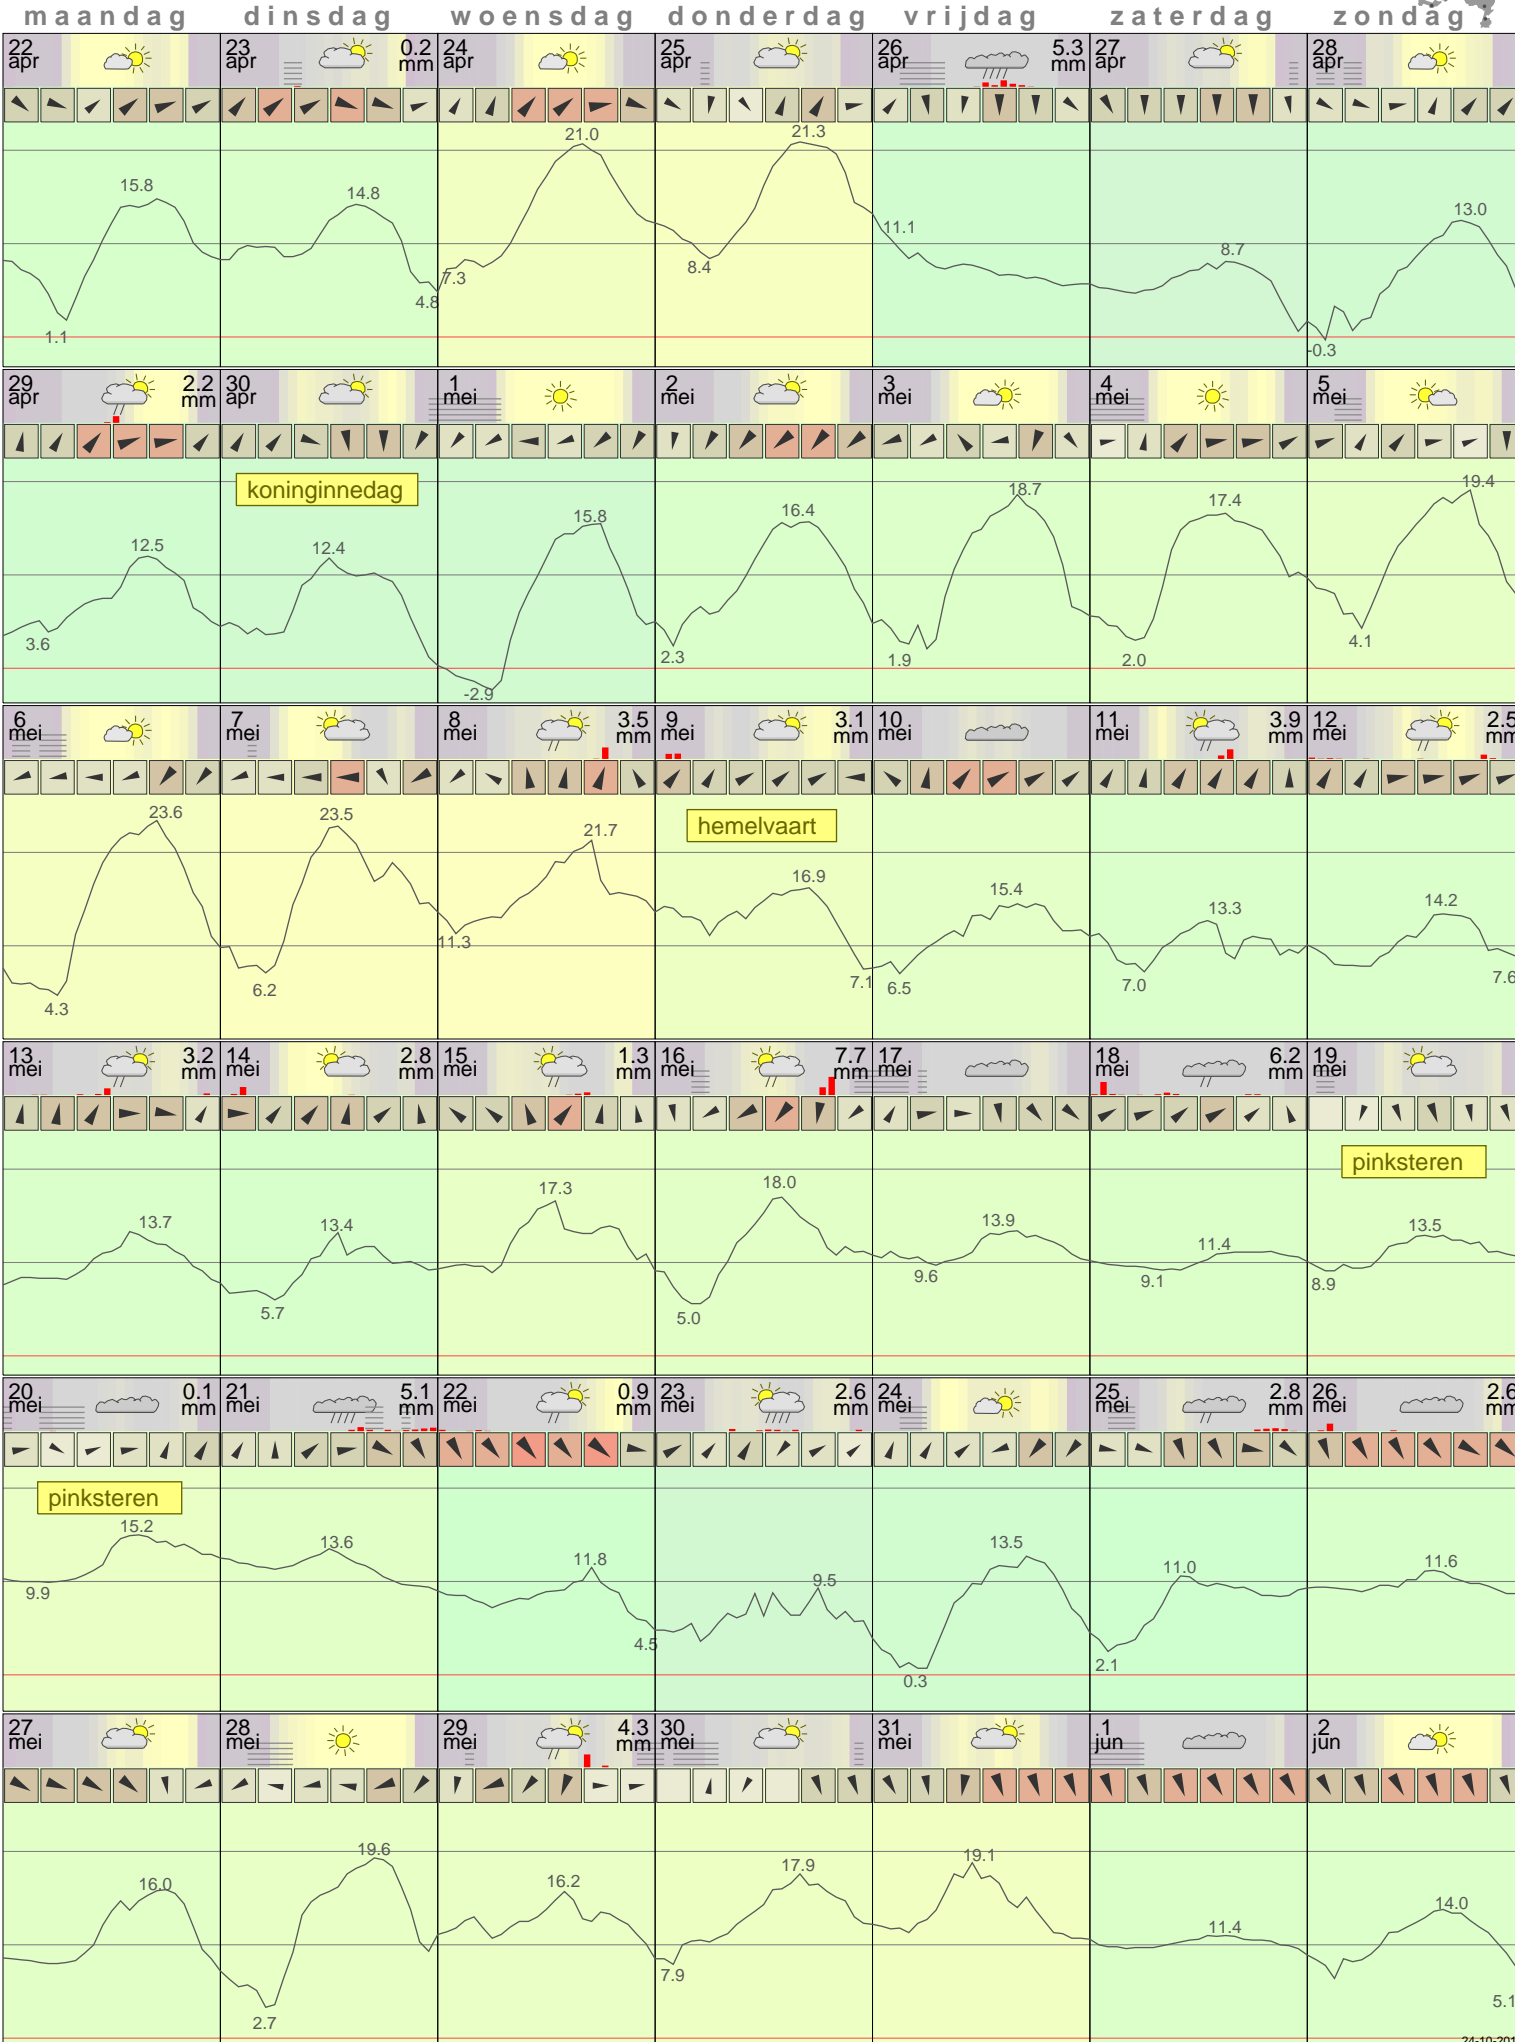 maandag dinsdag woensdag donderdag vrijdag zaterdag zondag
22 apr 23 apr 0.2 mm 24 apr 25 apr 26 apr 5.3 mm 27 apr 28 apr
15.8 14.8 21.0 21.3 11.1 8.7 13.0
1.1 4.8 7.3 8.4 -0.3
29 apr 2.2 mm 30 apr 1 mei 2 mei 3 mei 4 mei 5 mei
koninginnedag
12.5 12.4 15.8 16.4 18.7 17.4 19.4
3.6 -2.9 2.3 1.9 2.0 4.1
6 mei 7 mei 8 mei 3.5 mm 9 mei 3.1 mm 10 mei 11 mei 3.9 mm 12 mei 2.5 mm
hemelvaart
23.6 23.5 21.7 16.9 15.4 13.3 14.2
4.3 6.2 11.3 7.1 6.5 7.0 7.6
13 mei 3.2 mm 14 mei 2.8 mm 15 mei 1.3 mm 16 mei 7.7 mm 17 mei 18 mei 6.2 mm 19 mei
pinksteren
13.7 13.4 17.3 18.0 13.9 11.4 13.5
5.7 5.0 9.6 9.1 8.9
20 mei 0.1 mm 21 mei 5.1 mm 22 mei 0.9 mm 23 mei 2.6 mm 24 mei 25 mei 2.8 mm 26 mei 2.6 mm
pinksteren
15.2 13.6 11.8 9.5 13.5 11.0 11.6
9.9 4.5 0.3 2.1
27 mei 28 mei 29 mei 4.3 mm 30 mei 31 mei 1 jun 2 jun
16.0 19.6 16.2 17.9 19.1 11.4 14.0
2.7 7.9 5.1